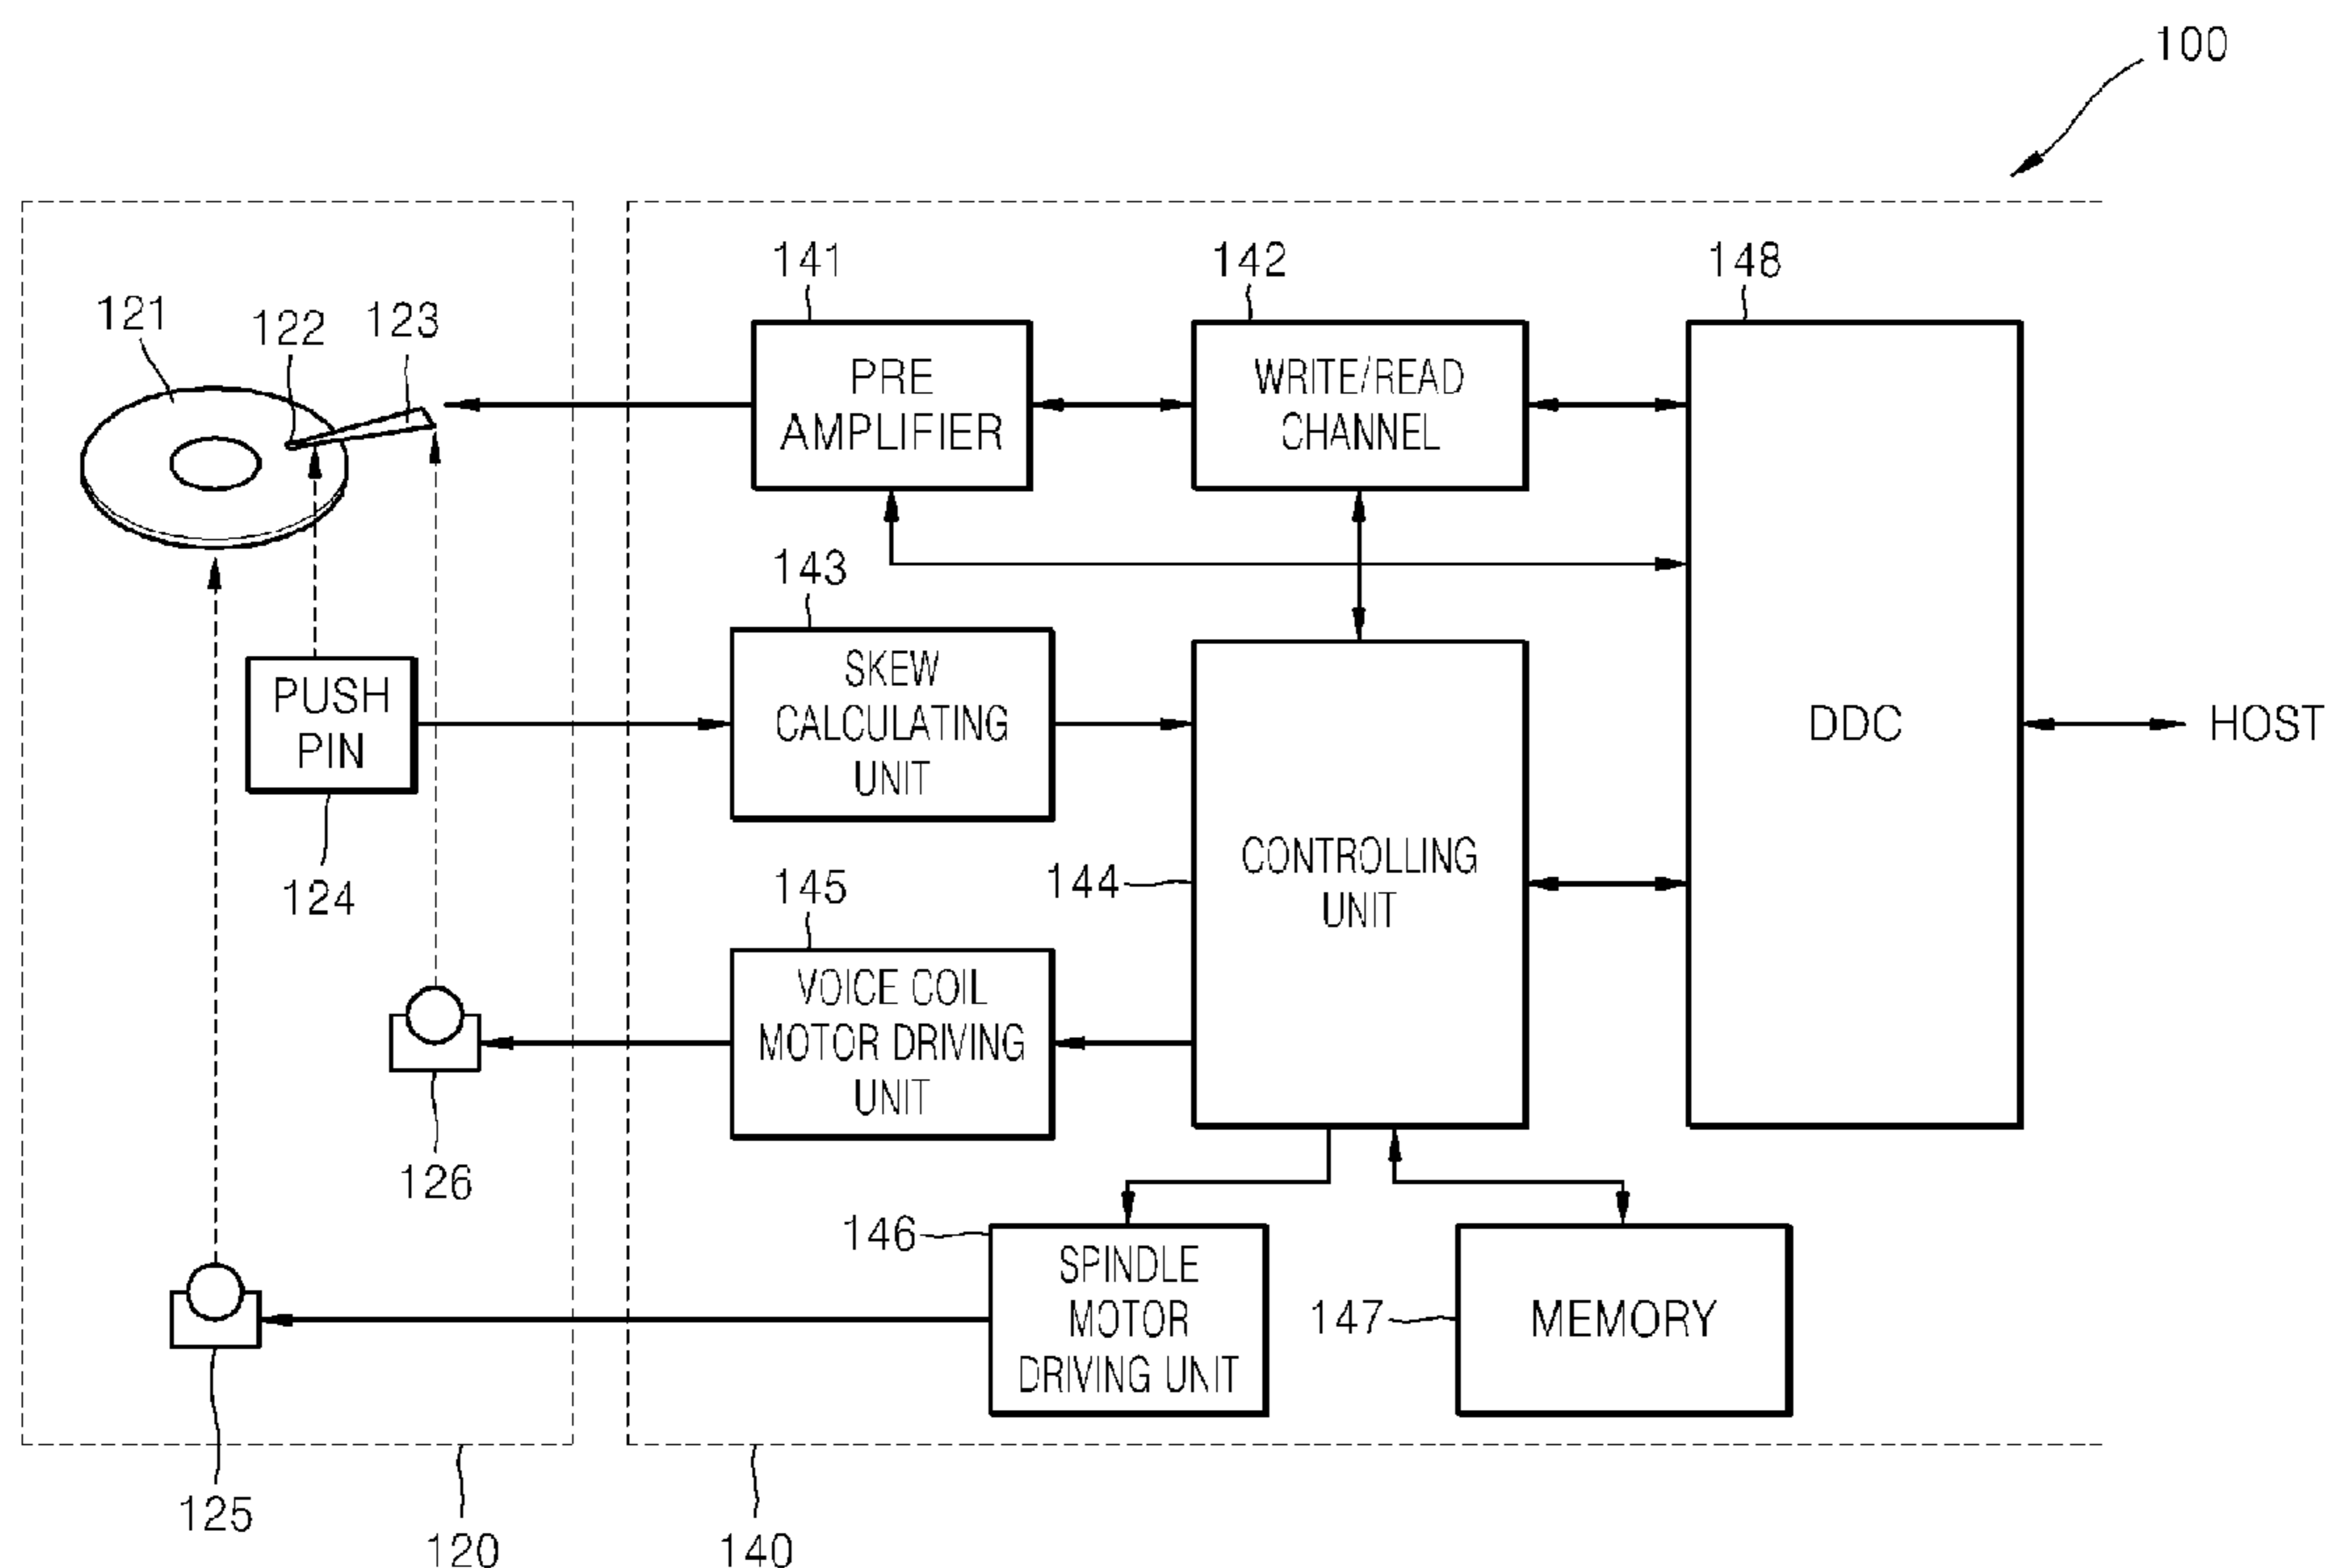 100
141
142
148
121
122
123
PRE
AMPLIFIER
WRITE/READ
CHANNEL
143
SKEW
CALCULATING
UNIT
PUSH
PIN
124
DDC
HOST
144
CONTROLLING
UNIT
145
VOICE COIL
MOTOR DRIVING
UNIT
126
146
SPINDLE
MOTOR
DRIVING UNIT
147
MEMORY
125
120
140